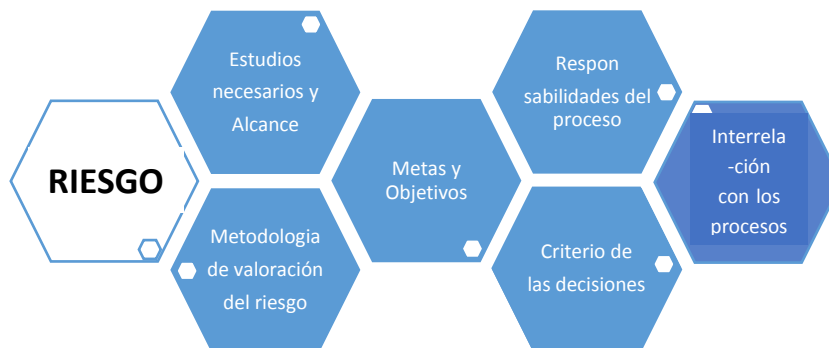 RIESGO
Estudios
necesarios y
Alcance
Metodologia
de valoración
del riesgo
Metas y
Objetivos
Respon
sabilidades del
proceso
Criterio de
las decisiones
Interrela
-ción
con los
procesos